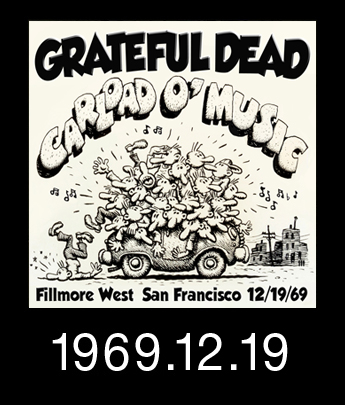 GRATEFUL DEAD
CARLOAD O' MUSIC
Fillmore West San Francisco 12/19/69
1969.12.19